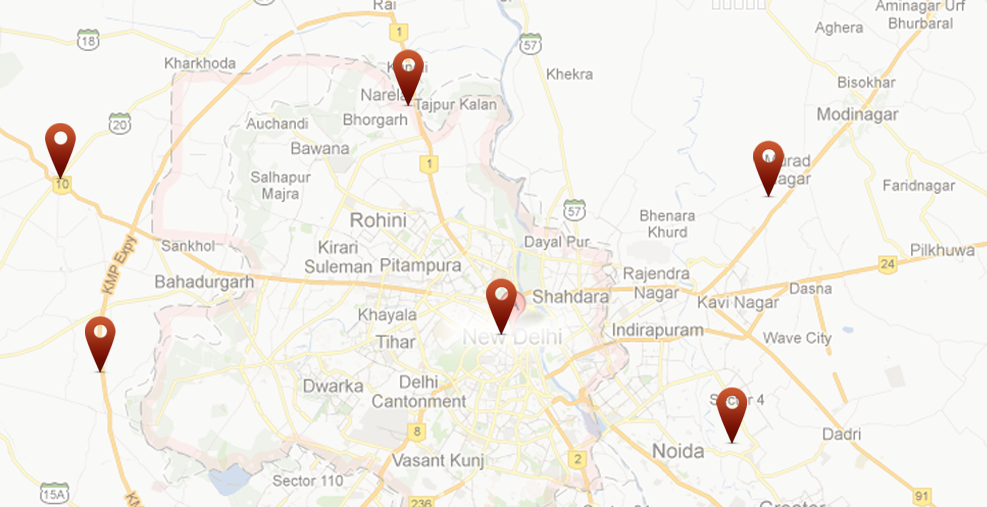 Rai
Aminagar Urf
Bhurbaral
Aghera
1
18
57
Kharkhoda
Khekra
Bisokhar
Narela
Tajpur Kalan
Modinagar
Bhorgarh
20
Auchandi
Bawana
1
Murad
Nagar
Salhapur
Majra
10
Faridnagar
57
Bhenara
Khurd
Rohini
Dayal Pur
Sankhol
Kirari
Suleman
Pilkhuwa
KMP Expy
Pitampura
24
Rajendra
Nagar
Bahadurgarh
Dasna
Shahdara
Kavi Nagar
Khayala
New Delhi
Indirapuram
Wave City
Tihar
Dwarka
Delhi
Cantonment
Sector 4
8
Dadri
Vasant Kunj
2
Noida
Sector 110
15A
91
236